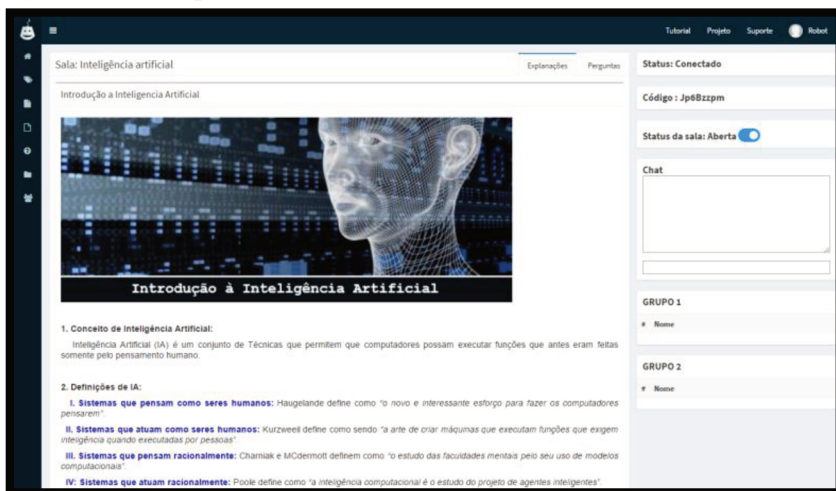 Tutorial Projeto Suporte Robot
Sala: Inteligência artificial
Explanações Perguntas
Introdução a Inteligencia Artificial
Introdução à Inteligência Artificial
1. Conceito de Inteligência Artificial:
Inteligência Artificial (IA) é um conjunto de Técnicas que permitem que computadores possam executar funções que antes eram feitas
somente pelo pensamento humano.
2. Definições de IA:
I. Sistemas que pensam como seres humanos: Haugelande define como "o novo e interessante esforço para fazer os computadores
pensarem".
II. Sistemas que atuam como seres humanos: Kurzweell define como sendo "a arte de criar máquinas que executam funções que exigem
inteligência quando executadas por pessoas".
III. Sistemas que pensam racionalmente: Charniak e MCdermott definem como "o estudo das faculdades mentais pelo seu uso de modelos
computacionais".
IV: Sistemas que atuam racionalmente: Poole define como "a inteligência computacional é o estudo do projeto de agentes inteligentes".
Status: Conectado
Código : Jp6Bzzpm
Status da sala: Aberta
Chat
GRUPO 1
# Nome
GRUPO 2
# Nome